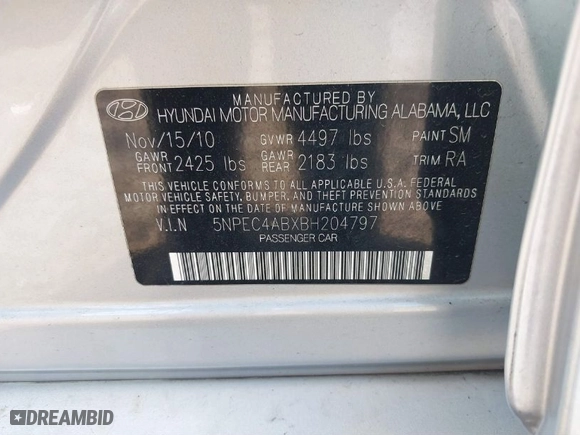 MANUFACTURED BY
HYUNDAI MOTOR MANUFACTURING ALABAMA, LLC
Nov/15/10 GVWR 4497 lbs PAINT SM
GAWR FRONT 2425 lbs GAWR REAR 2183 lbs TRIM RA
THIS VEHICLE CONFORMS TO ALL APPLICABLE U.S.A. FEDERAL
MOTOR VEHICLE SAFETY, BUMPER, AND THEFT PREVENTION STANDARDS
IN EFFECT ON THE DATE OF MANUFACTURE SHOWN ABOVE
V.I.N 5NPEC4ABXBH204797
PASSENGER CAR
DREAMBID